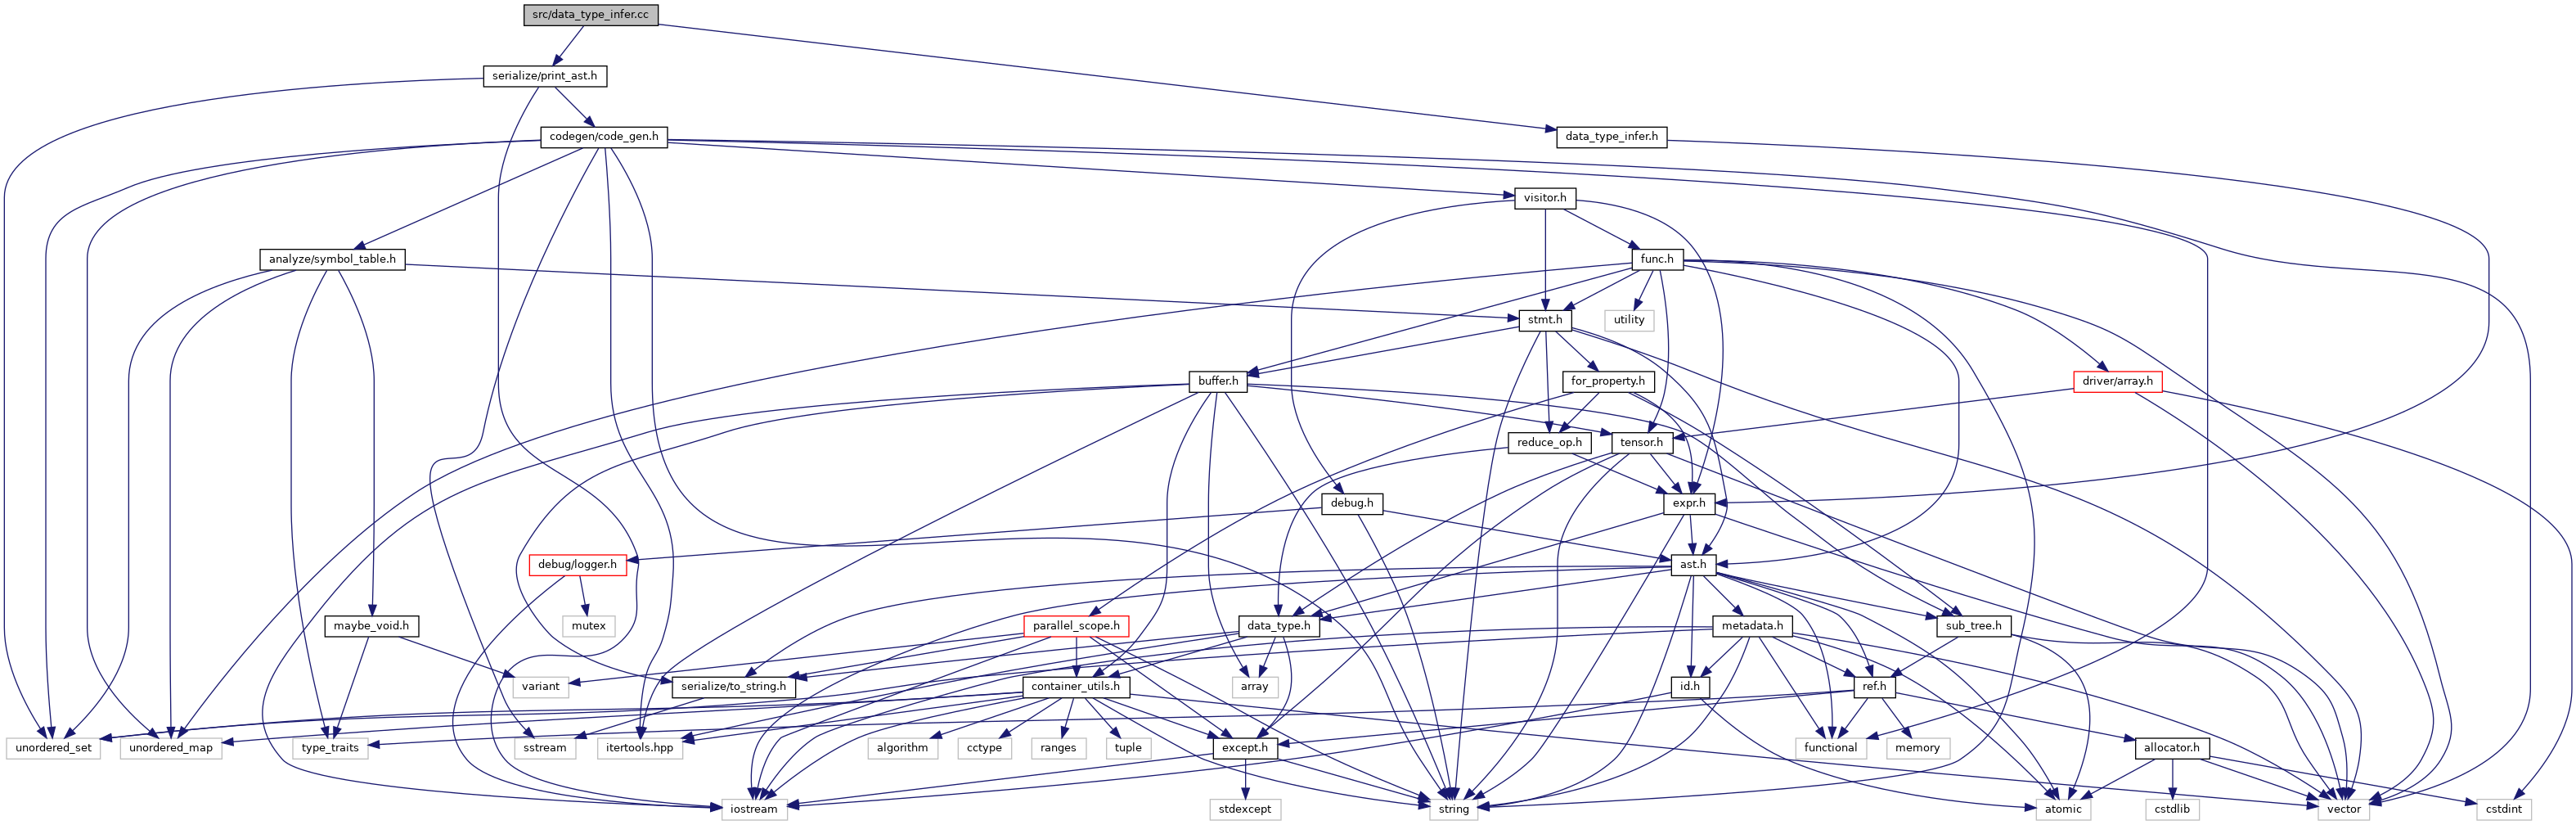 src/data_type_infer.cc
serialize/print_ast.h
codegen/code_gen.h
data_type_infer.h
visitor.h
analyze/symbol_table.h
func.h
stmt.h
utility
buffer.h
for_property.h
driver/array.h
reduce_op.h
tensor.h
debug.h
expr.h
debug/logger.h
ast.h
maybe_void.h
mutex
parallel_scope.h
data_type.h
metadata.h
sub_tree.h
variant
serialize/to_string.h
container_utils.h
array
id.h
ref.h
unordered_set
unordered_map
type_traits
sstream
itertools.hpp
algorithm
cctype
ranges
tuple
except.h
functional
memory
allocator.h
iostream
stdexcept
string
atomic
cstdlib
vector
cstdint